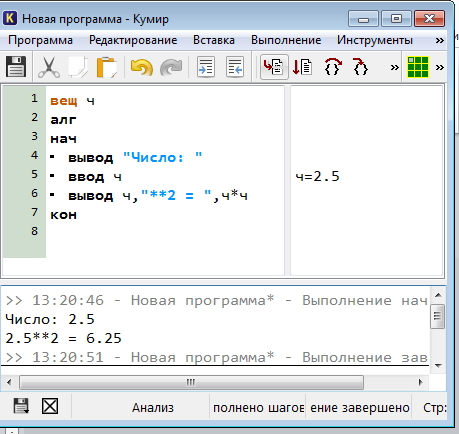 Новая программа - Кумир
Программа Редактирование Вставка Выполнение Инструменты »
» »
1 вещ ч
2 алг
3 нач
4 вывод "Число: "
5 ввод ч ч=2.5
6 вывод ч,"**2 = ",ч*ч
7 кон
8
>> 13:20:46 - Новая программа* - Выполнение нач
Число: 2.5
2.5**2 = 6.25
>> 13:20:51 - Новая программа* - Выполнение зав
Анализ полнено шагов ение завершено Стр: